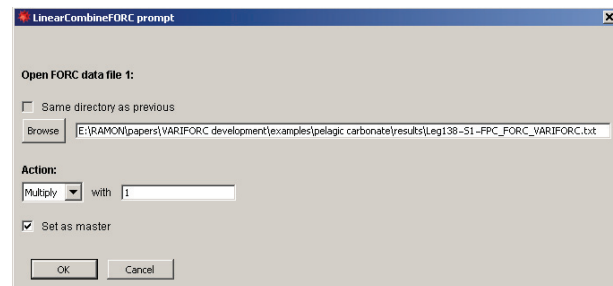 LinearCombineFORC prompt
Open FORC data file 1:
Same directory as previous
Browse E:\RAMON\papers\VARIFORC development\examples\pelagic carbonate\results\Leg138-S1-FPC_FORC_VARIFORC.txt
Action:
Multiply with 1
Set as master
OK Cancel